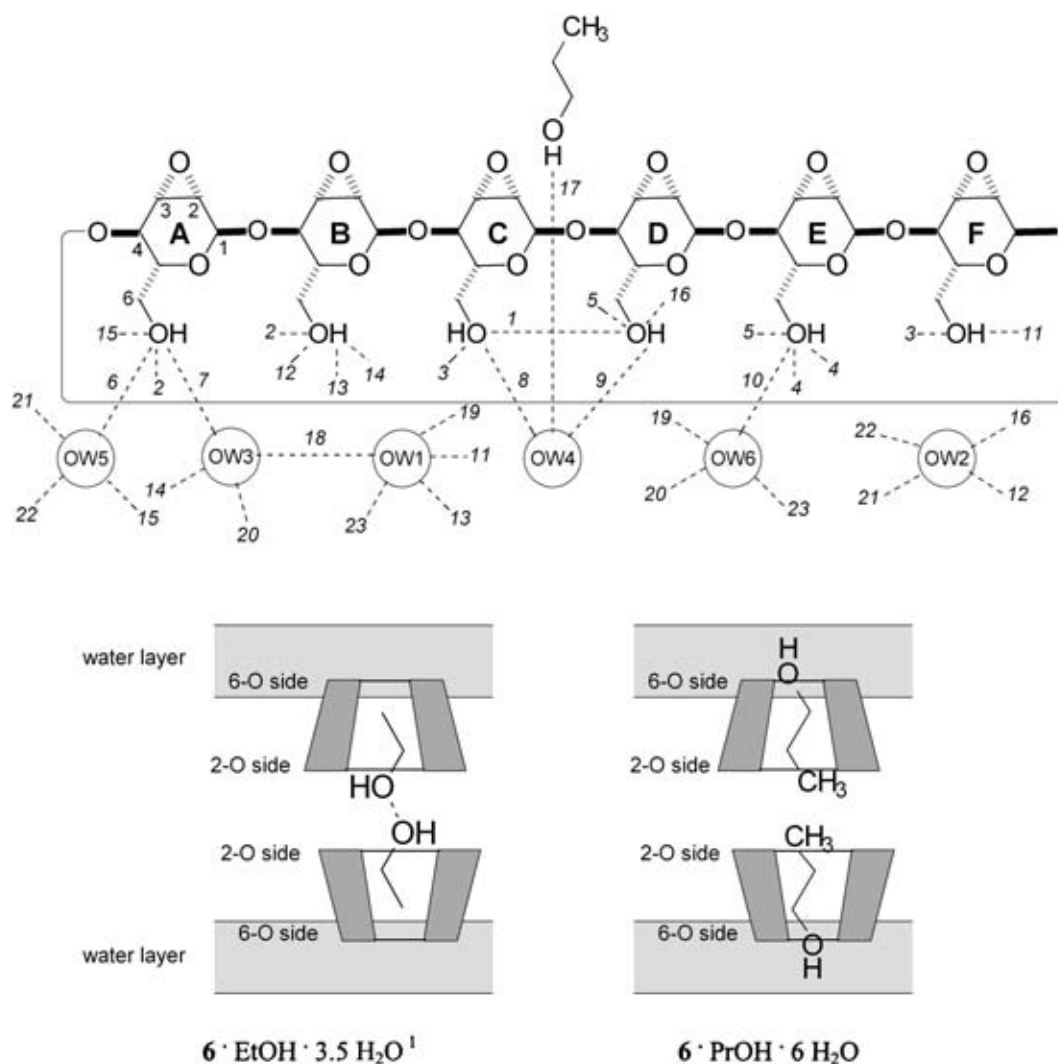 CH₃
O
H
17
O O O O O O
3 2
O A O B O C O D O E O F
4 1
O O O O O O
6
15 OH 2 OH HO 1 5 16 OH 5 OH 3 OH 11
2 12 13 14 3 4 4
6 7 8 9 10
21 19 19 22 16
OW5 OW3 18 OW1 11 OW4 OW6 OW2
22 15 14 20 23 13 20 23 21 12
water layer
6-O side
2-O side
HO
OH
2-O side
6-O side
water layer
H
O
6-O side
2-O side
CH₃
CH₃
2-O side
6-O side
O
H
6 · EtOH · 3.5 H₂O¹
6 · PrOH · 6 H₂O